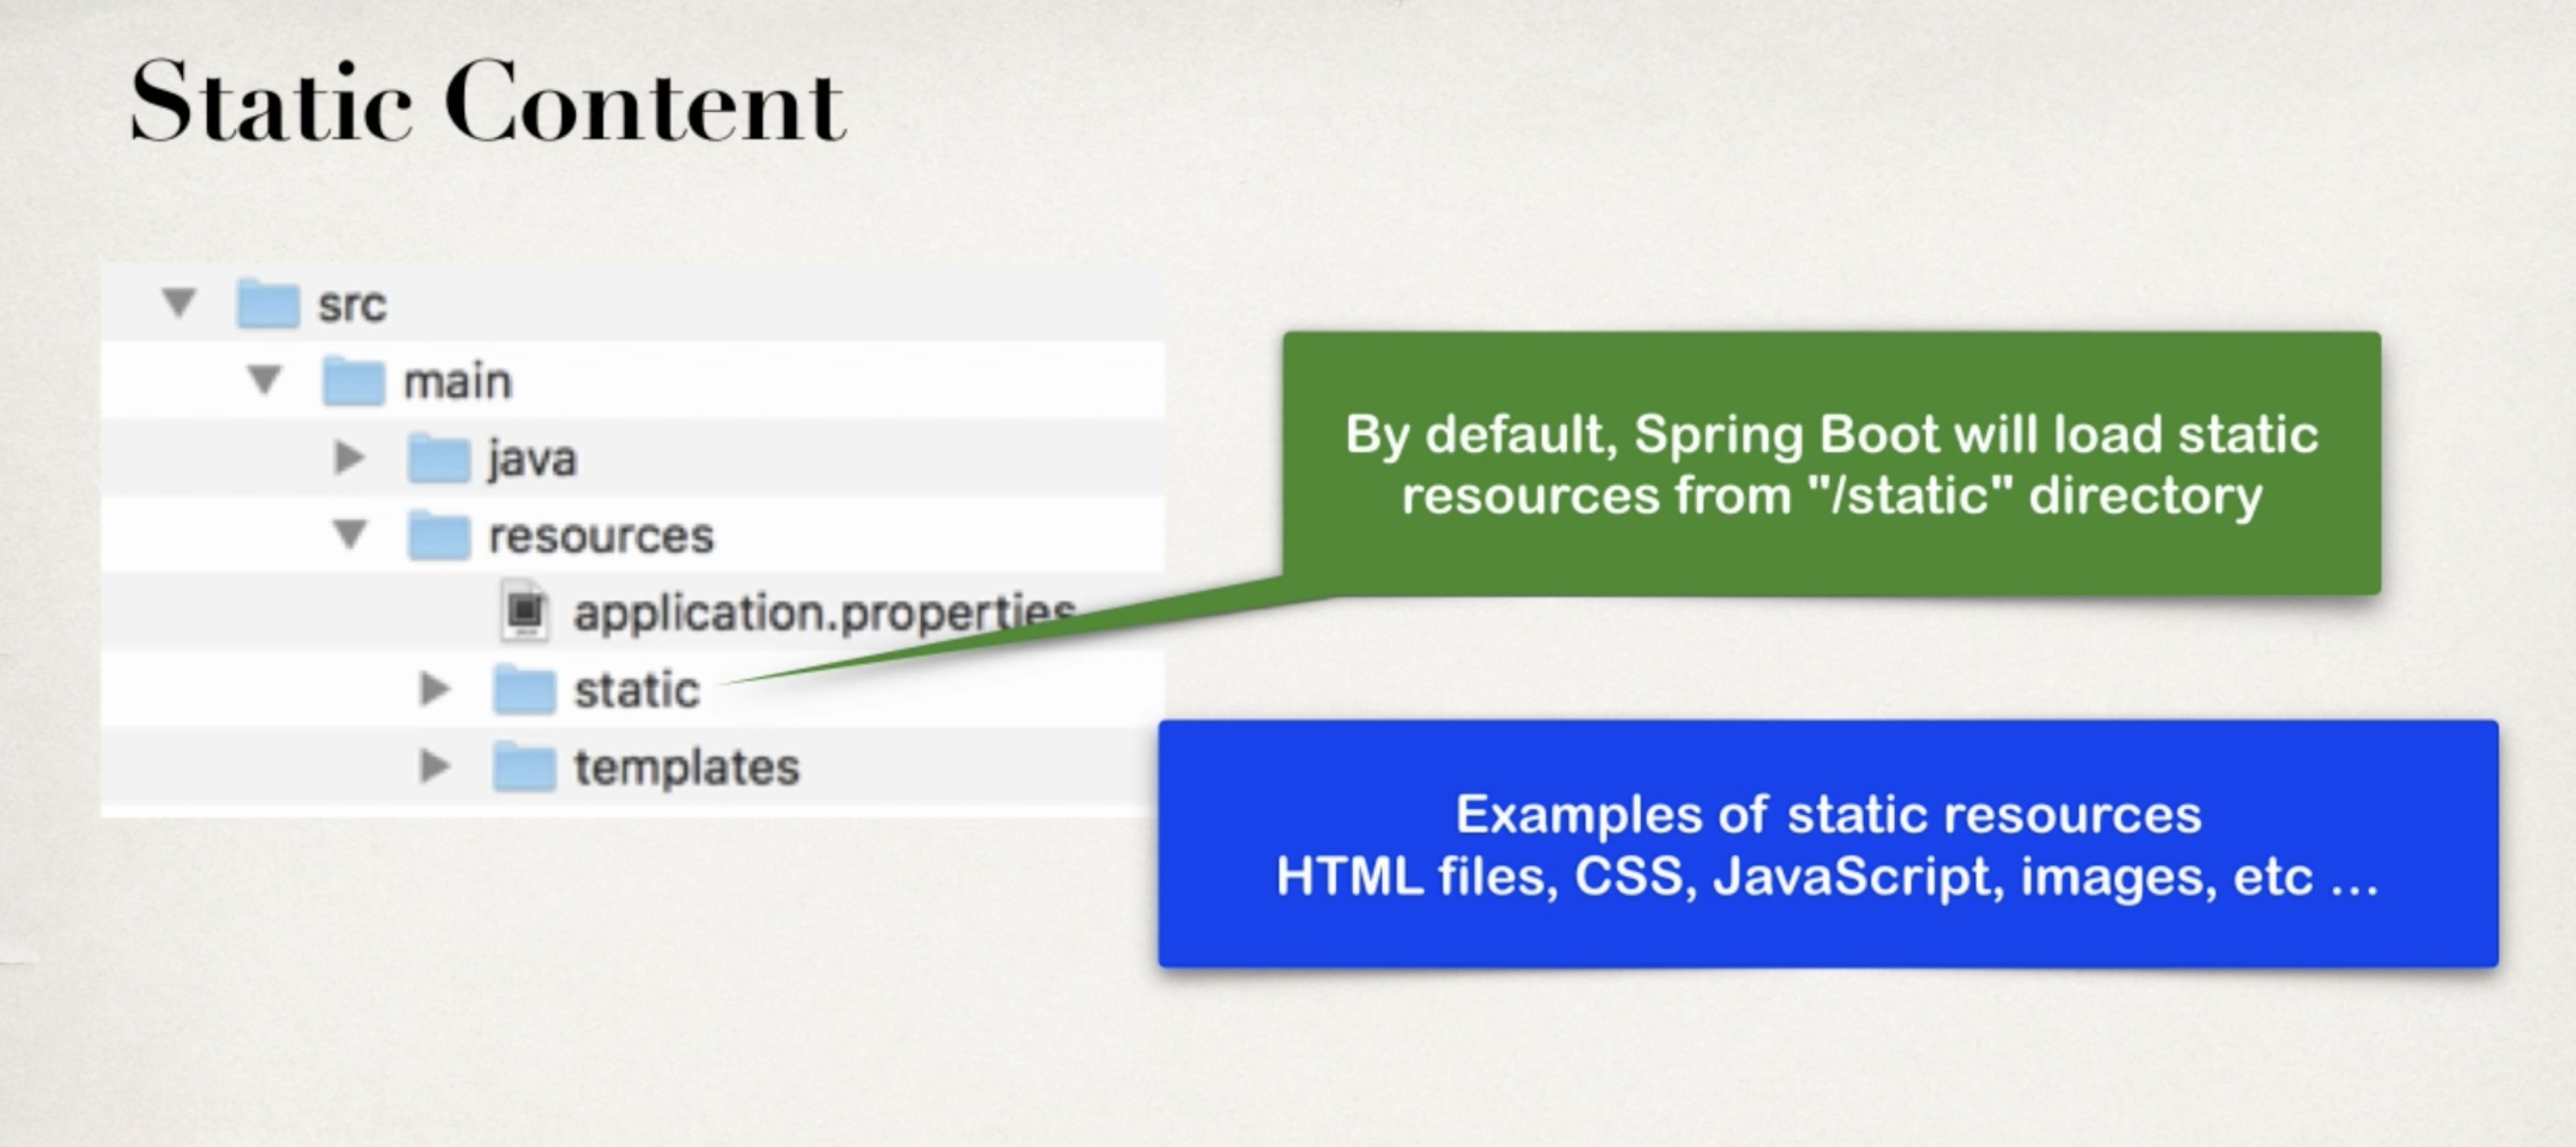 Static Content
src
main
java
resources
application.properties
static
templates
By default, Spring Boot will load static
resources from "/static" directory
Examples of static resources
HTML files, CSS, JavaScript, images, etc ...